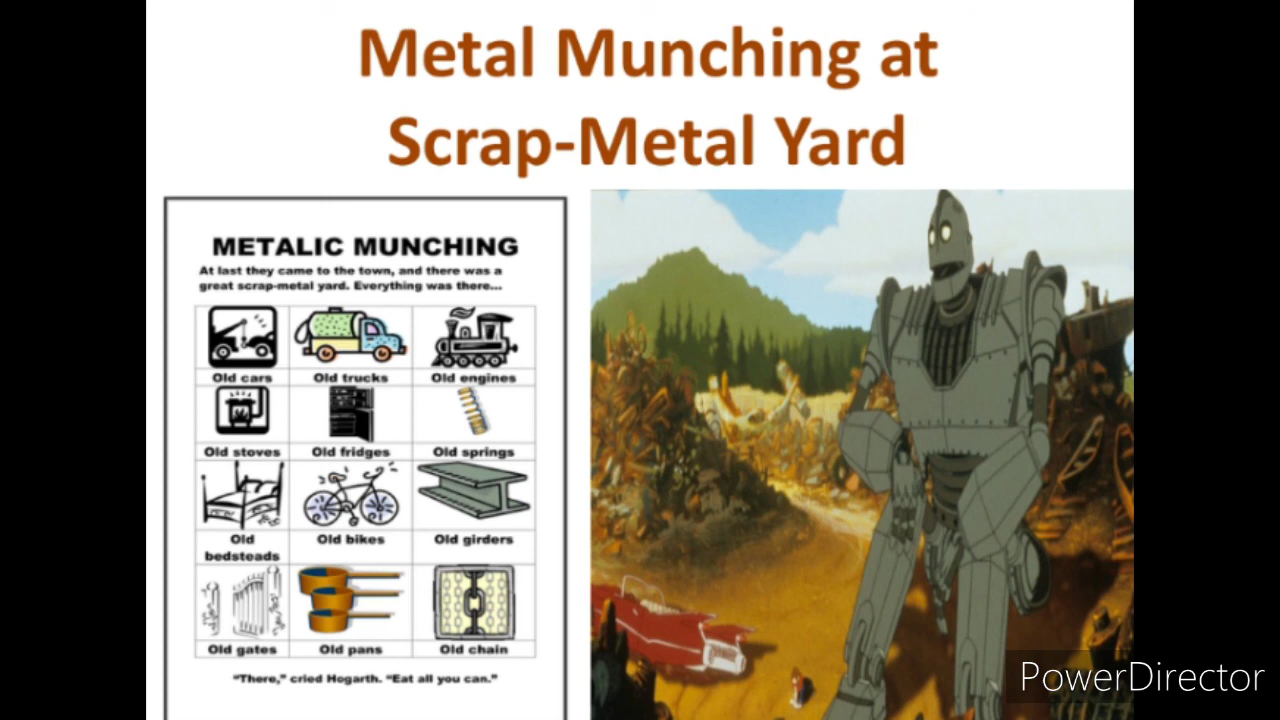 Metal Munching at
Scrap-Metal Yard
METALIC MUNCHING
At last they came to the town, and there was a
great scrap-metal yard. Everything was there...
Old cars Old trucks Old engines
Old stoves Old fridges Old springs
Old bedsteads Old bikes Old girders
Old gates Old pans Old chain
“There,” cried Hogarth. “Eat all you can.”
PowerDirector